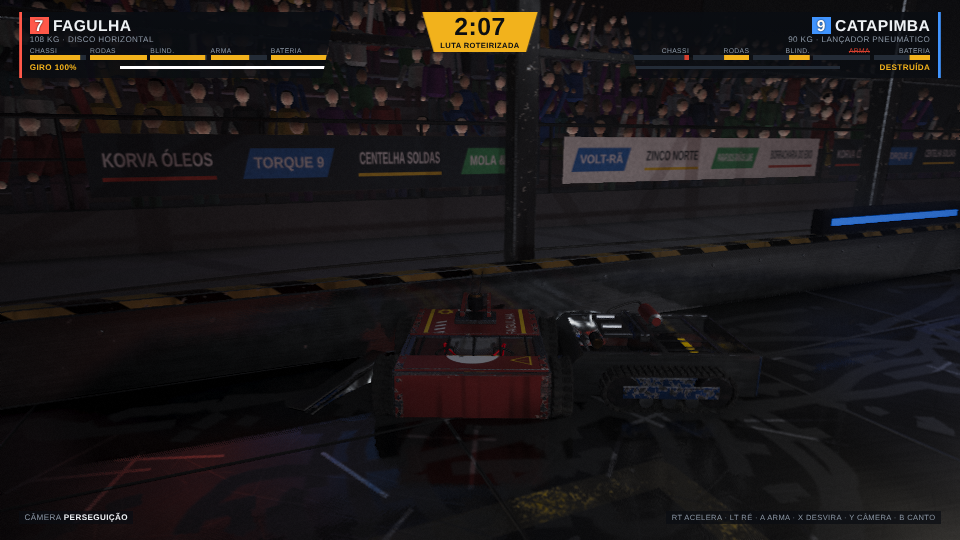 7 FAGULHA
108 KG · DISCO HORIZONTAL
CHASSI RODAS BLIND. ARMA BATERIA
GIRO 100%
2:07
LUTA ROTEIRIZADA
9 CATAPIMBA
90 KG · LANÇADOR PNEUMÁTICO
CHASSI RODAS BLIND. ARMA BATERIA
DESTRUÍDA
KORVA ÓLEOS
TORQUE 9
CENTELHA SOLDAS
MOLA
VOLT-RÃ
ZINCO NORTE
FAGULHA
CÂMERA PERSEGUIÇÃO
RT ACELERA · LT RÉ · A ARMA · X DESVIRA · Y CÂMERA · B CANTO